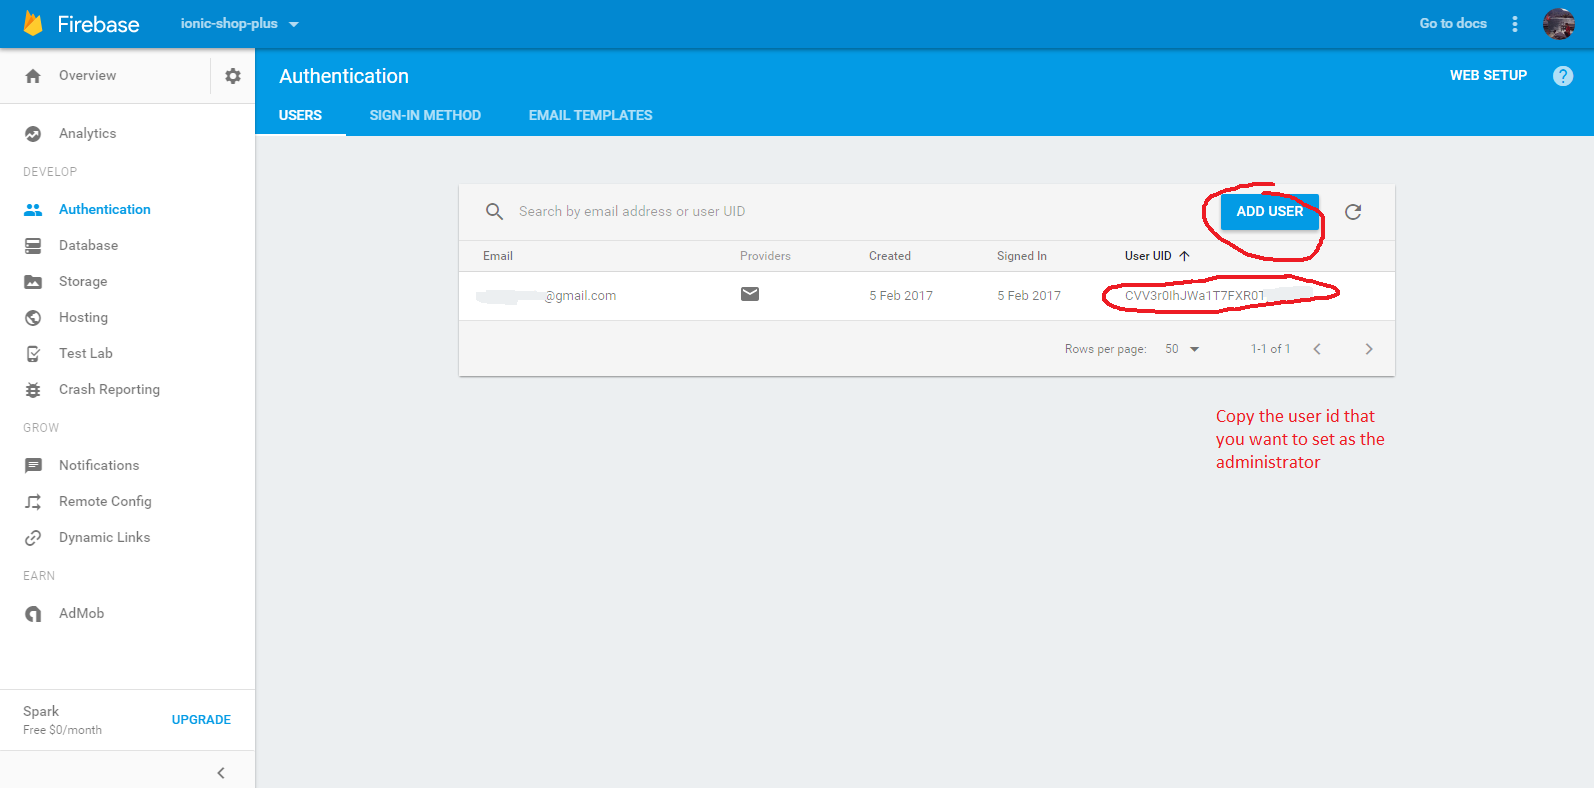 Firebase
ionic-shop-plus
Go to docs
Overview
Authentication
WEB SETUP
?
USERS
SIGN-IN METHOD
EMAIL TEMPLATES
Analytics
DEVELOP
Authentication
Database
Storage
Hosting
Test Lab
Crash Reporting
GROW
Notifications
Remote Config
Dynamic Links
EARN
AdMob
Spark
Free $0/month
UPGRADE
Search by email address or user UID
ADD USER
Email
Providers
Created
Signed In
User UID
@gmail.com
5 Feb 2017
5 Feb 2017
Rows per page:
50
1-1 of 1
Copy the user id that
you want to set as the
administrator